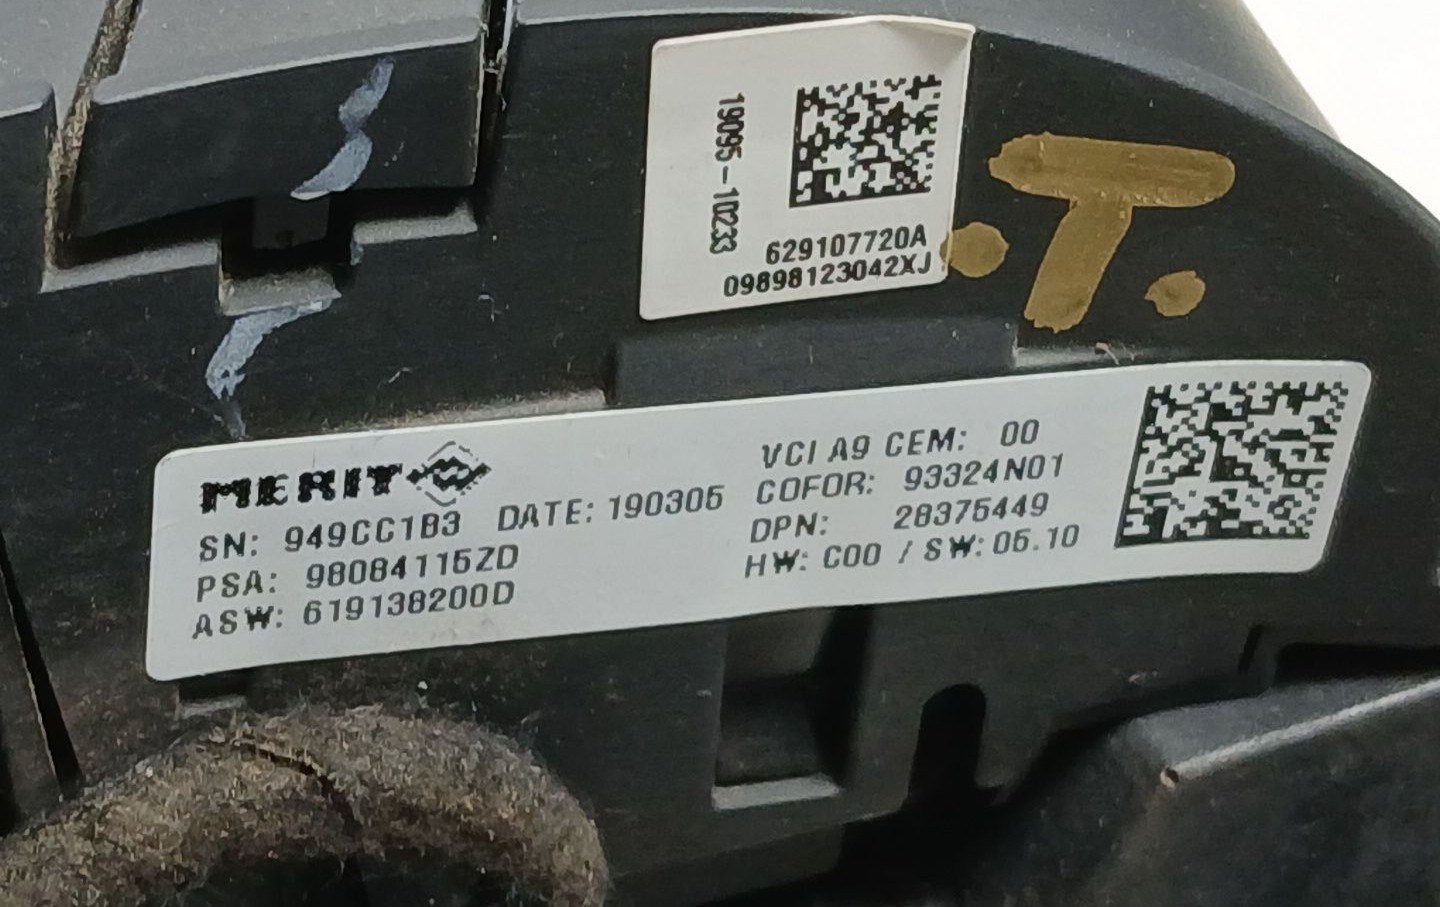 19095-10233
629107720A
09898123042XJ
.T.
MERIT
SN: 949CC1B3 DATE: 190305
PSA: 98084115ZD
ASW: 619138200D
VCI A9 CEM: 00
COFOR: 93324N01
DPN: 28375449
HW: C00 / SW: 05.10